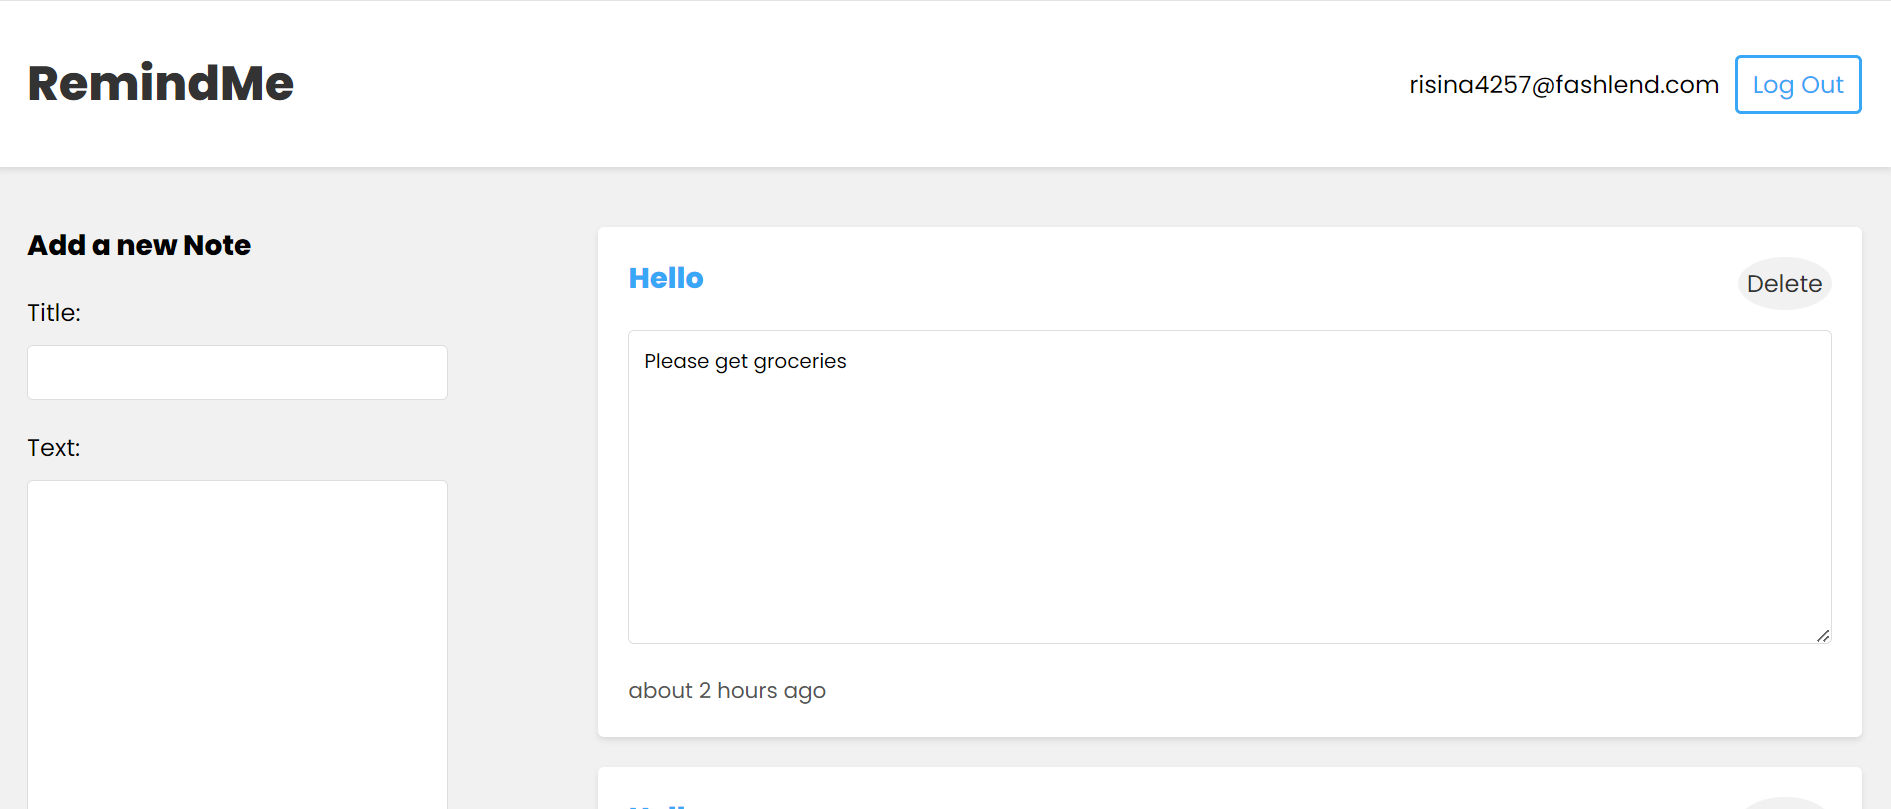 RemindMe
risina4257@fashlend.com
Log Out
Add a new Note
Title:
Text:
Hello
Delete
Please get groceries
about 2 hours ago